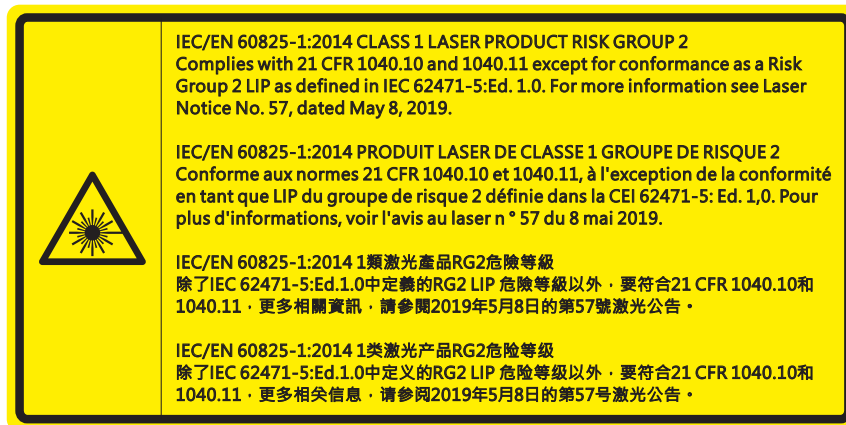 IEC/EN 60825-1:2014 CLASS 1 LASER PRODUCT RISK GROUP 2
Complies with 21 CFR 1040.10 and 1040.11 except for conformance as a Risk
Group 2 LIP as defined in IEC 62471-5:Ed. 1.0. For more information see Laser
Notice No. 57, dated May 8, 2019.
IEC/EN 60825-1:2014 PRODUIT LASER DE CLASSE 1 GROUPE DE RISQUE 2
Conforme aux normes 21 CFR 1040.10 et 1040.11, à l'exception de la conformité
en tant que LIP du groupe de risque 2 définie dans la CEI 62471-5: Ed. 1,0. Pour
plus d'informations, voir l'avis au laser n ° 57 du 8 mai 2019.
IEC/EN 60825-1:2014 1類激光產品RG2危險等級
除了IEC 62471-5:Ed.1.0中定義的RG2 LIP 危險等級以外，要符合21 CFR 1040.10和
1040.11，更多相關資訊，請參閱2019年5月8日的第57號激光公告。
IEC/EN 60825-1:2014 1类激光产品RG2危险等级
除了IEC 62471-5:Ed.1.0中定义的RG2 LIP 危险等级以外，要符合21 CFR 1040.10和
1040.11，更多相关信息，请参阅2019年5月8日的第57号激光公告。